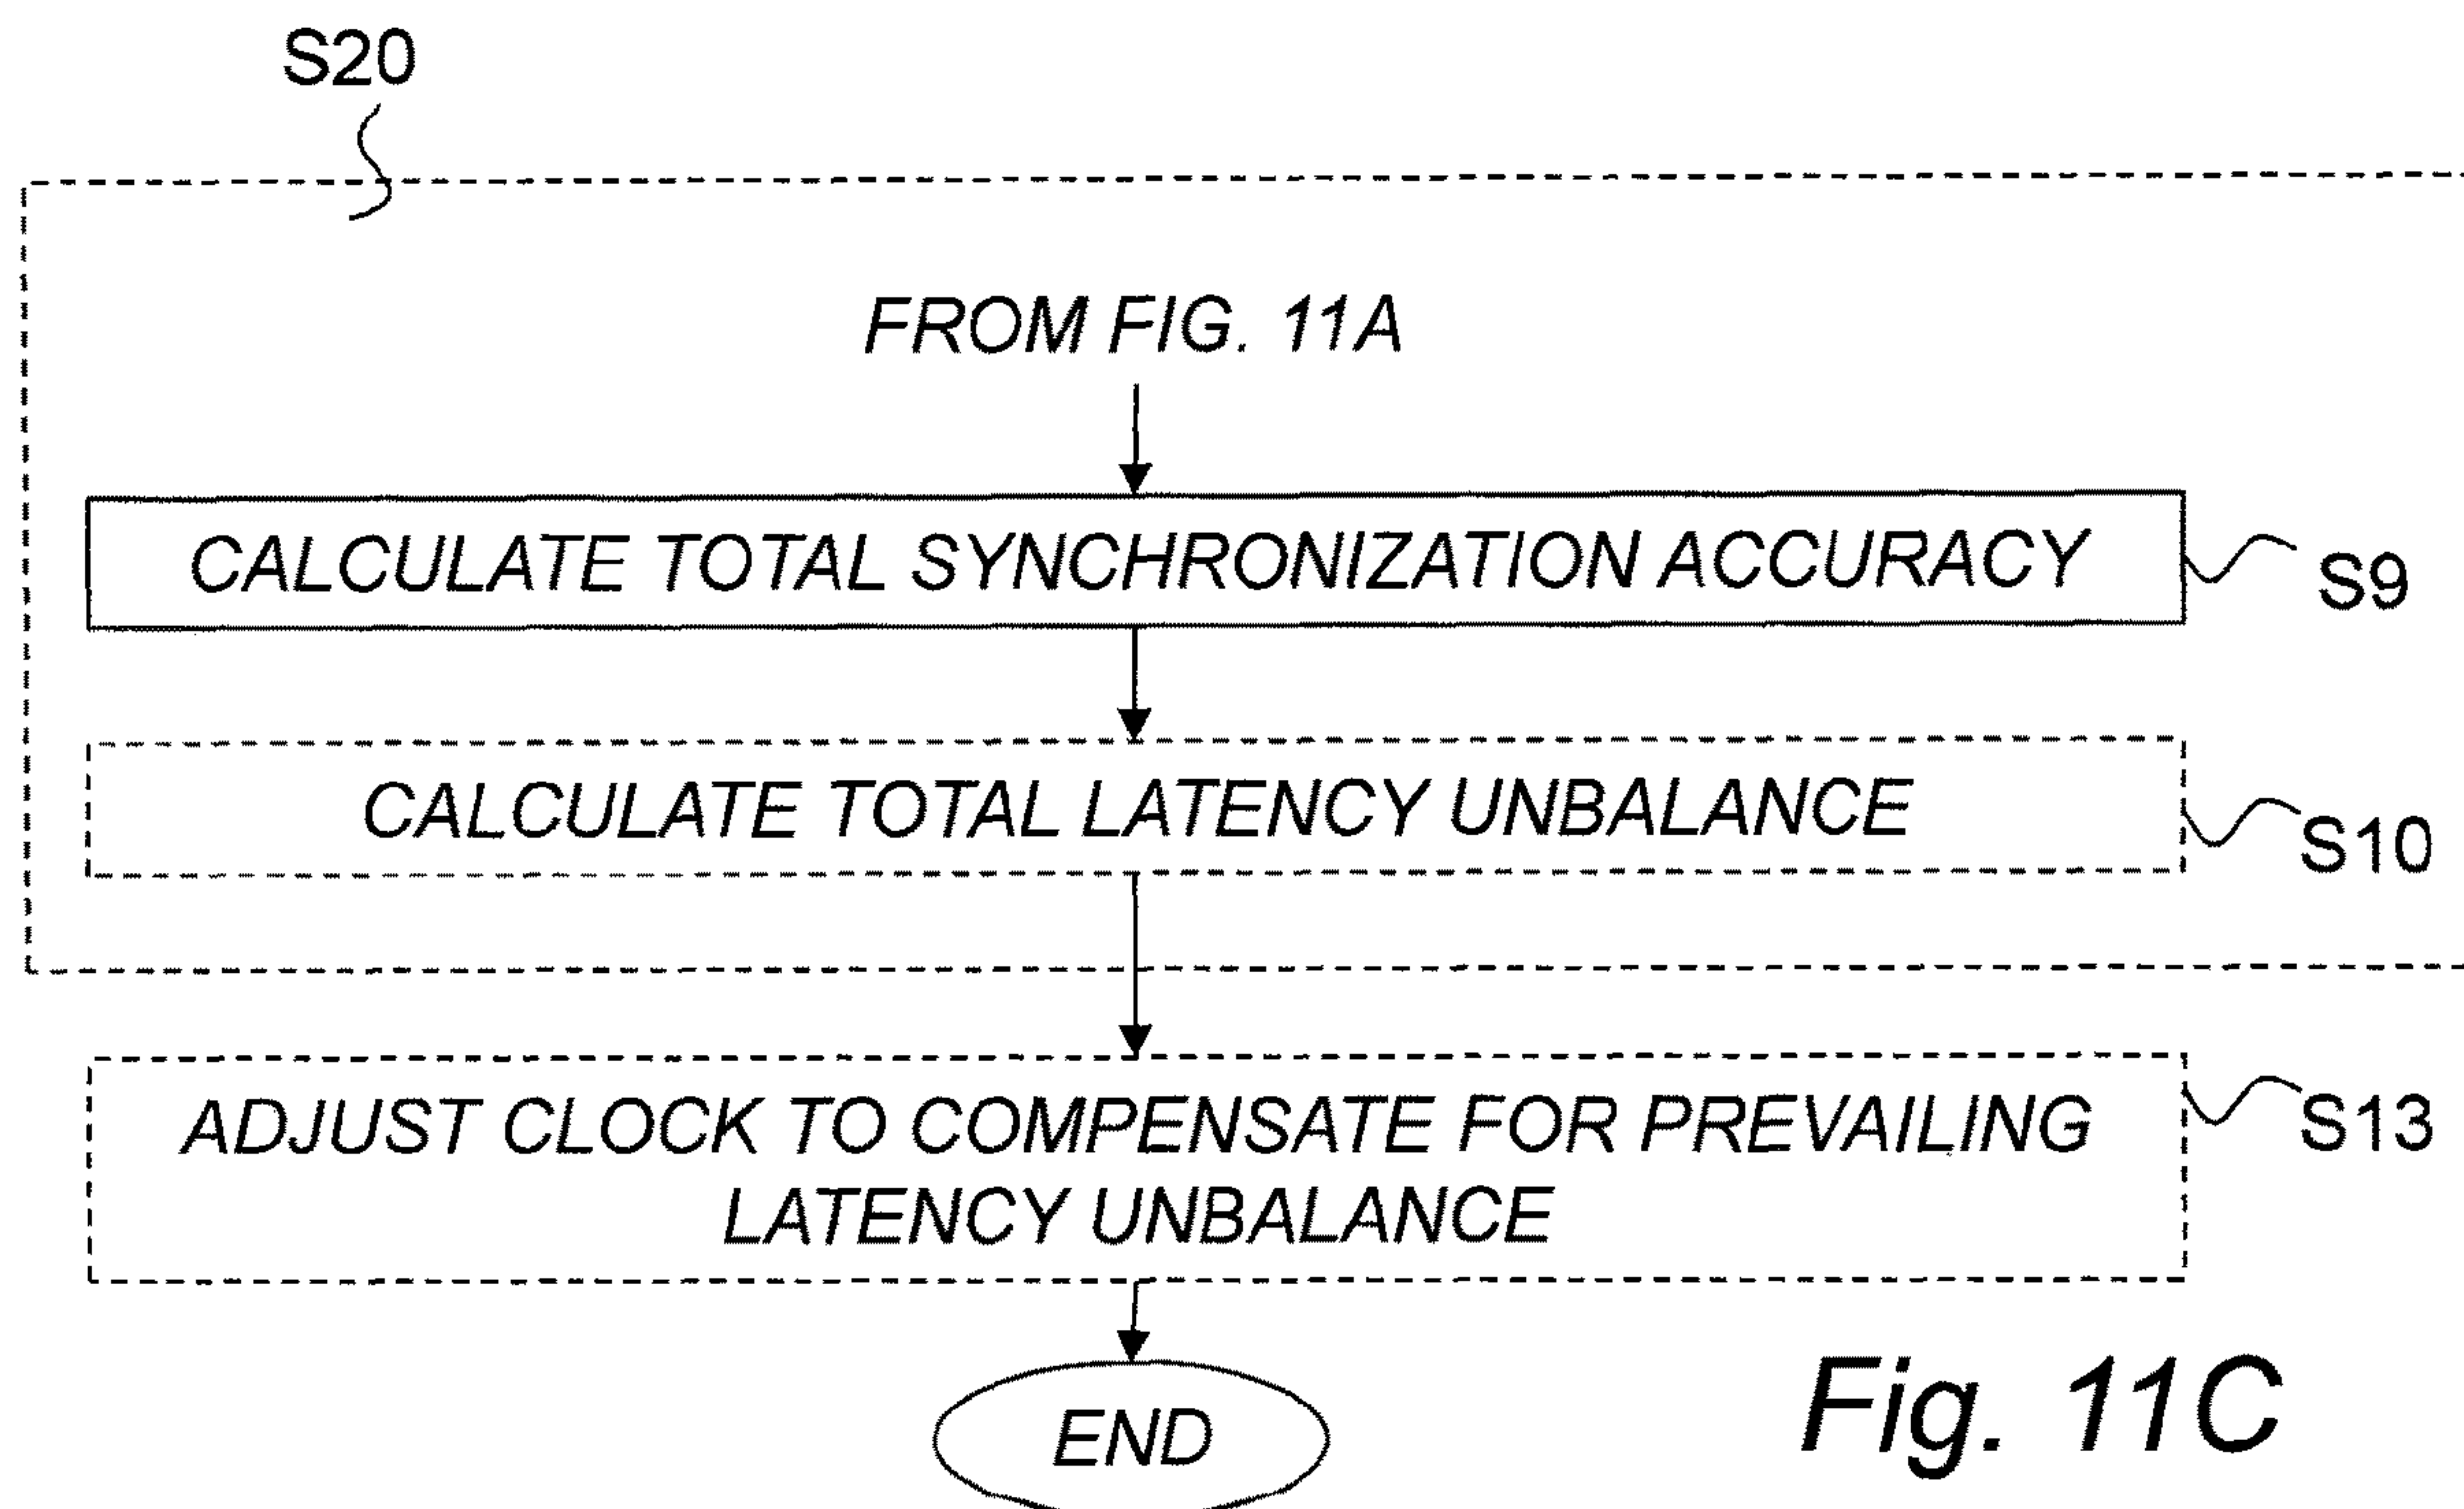 S20
FROM FIG. 11A
CALCULATE TOTAL SYNCHRONIZATION ACCURACY
S9
CALCULATE TOTAL LATENCY UNBALANCE
S10
ADJUST CLOCK TO COMPENSATE FOR PREVAILING
LATENCY UNBALANCE
S13
END
Fig. 11C